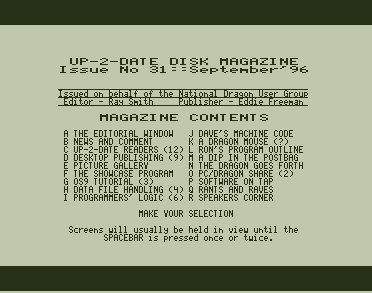 UP-2-DATE DISK MAGAZINE
Issue No 31::September'96
Issued on behalf of the National Dragon User Group
Editor - Ray Smith Publisher - Eddie Freeman
MAGAZINE CONTENTS
A THE EDITORIAL WINDOW J DAVE'S MACHINE CODE
B NEWS AND COMMENT K A DRAGON MOUSE (?)
C UP-2-DATE READERS (12) L RON'S PROGRAM OUTLINE
D DESKTOP PUBLISHING (9) M A DIP IN THE POSTBAG
E PICTURE GALLERY N THE DRAGON GOES FORTH
F THE SHOWCASE PROGRAM O PC/DRAGON SHARE (2)
G OS9 TUTORIAL (3) P SOFTWARE ON TAP
H DATA FILE HANDLING (4) Q RANTS AND RAVES
I PROGRAMMERS' LOGIC (6) R SPEAKERS CORNER
MAKE YOUR SELECTION
Screens will usually be held in view until the
SPACEBAR is pressed once or twice.